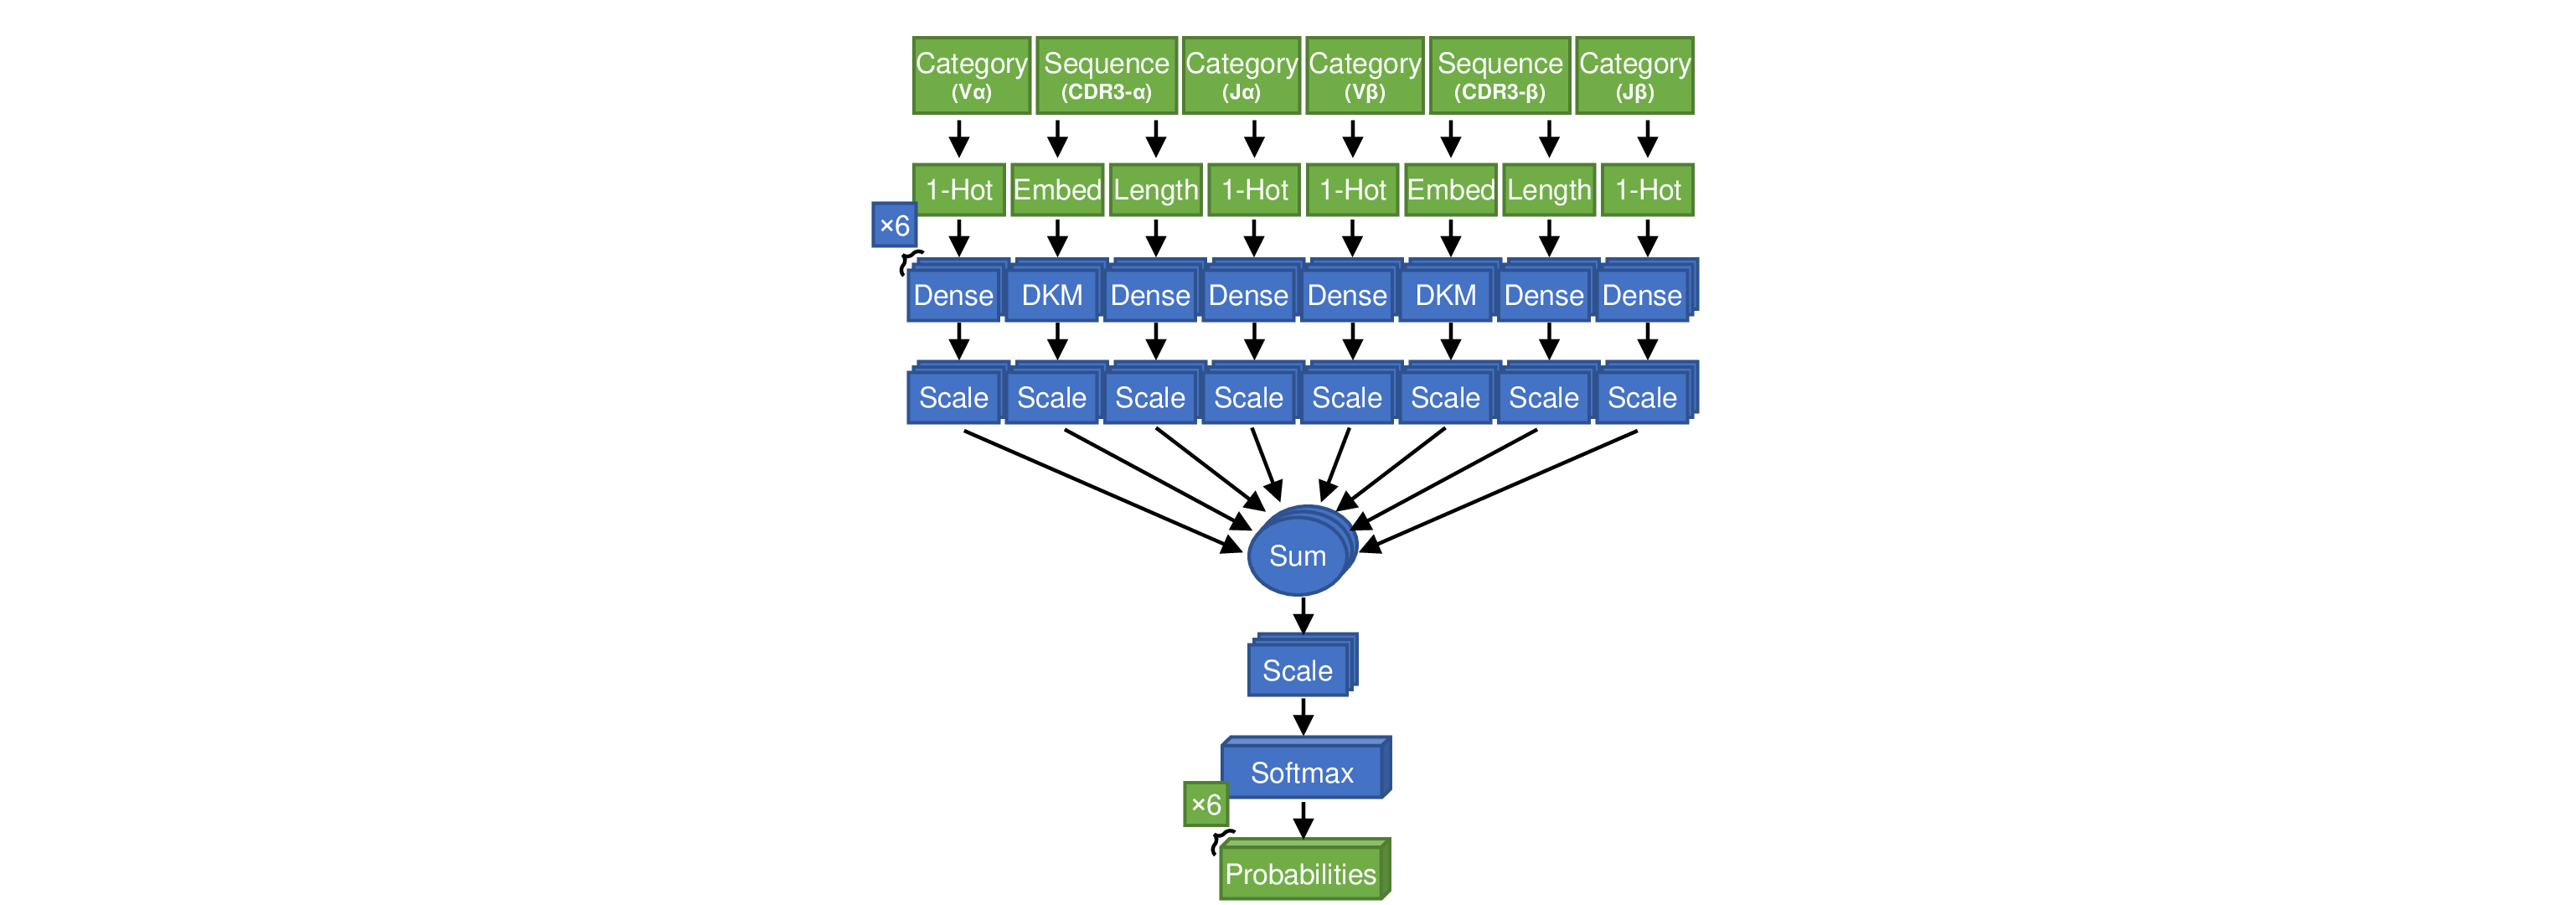 Category Sequence Category Category Sequence Category
(Vα) (CDR3-α) (Jα) (Vβ) (CDR3-β) (Jβ)
1-Hot Embed Length 1-Hot 1-Hot Embed Length 1-Hot
×6
Dense DKM Dense Dense Dense DKM Dense Dense
Scale Scale Scale Scale Scale Scale Scale Scale
Sum
Scale
Softmax
×6
Probabilities